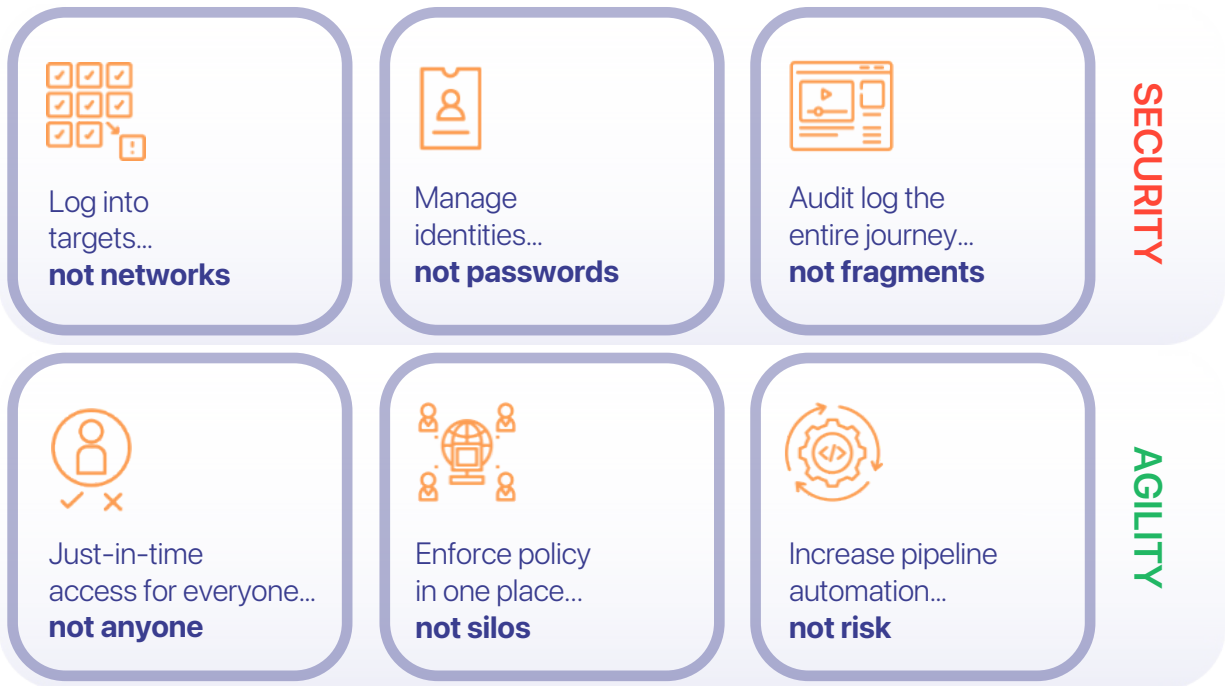 Log into
targets...
not networks
Manage
identities...
not passwords
Audit log the
entire journey...
not fragments
SECURITY
Just-in-time
access for everyone...
not anyone
Enforce policy
in one place...
not silos
Increase pipeline
automation...
not risk
AGILITY